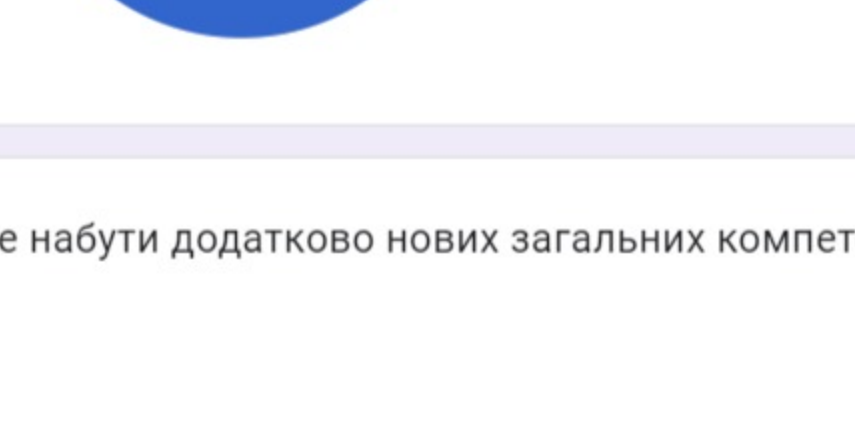 е набути додатково нових загальних компет